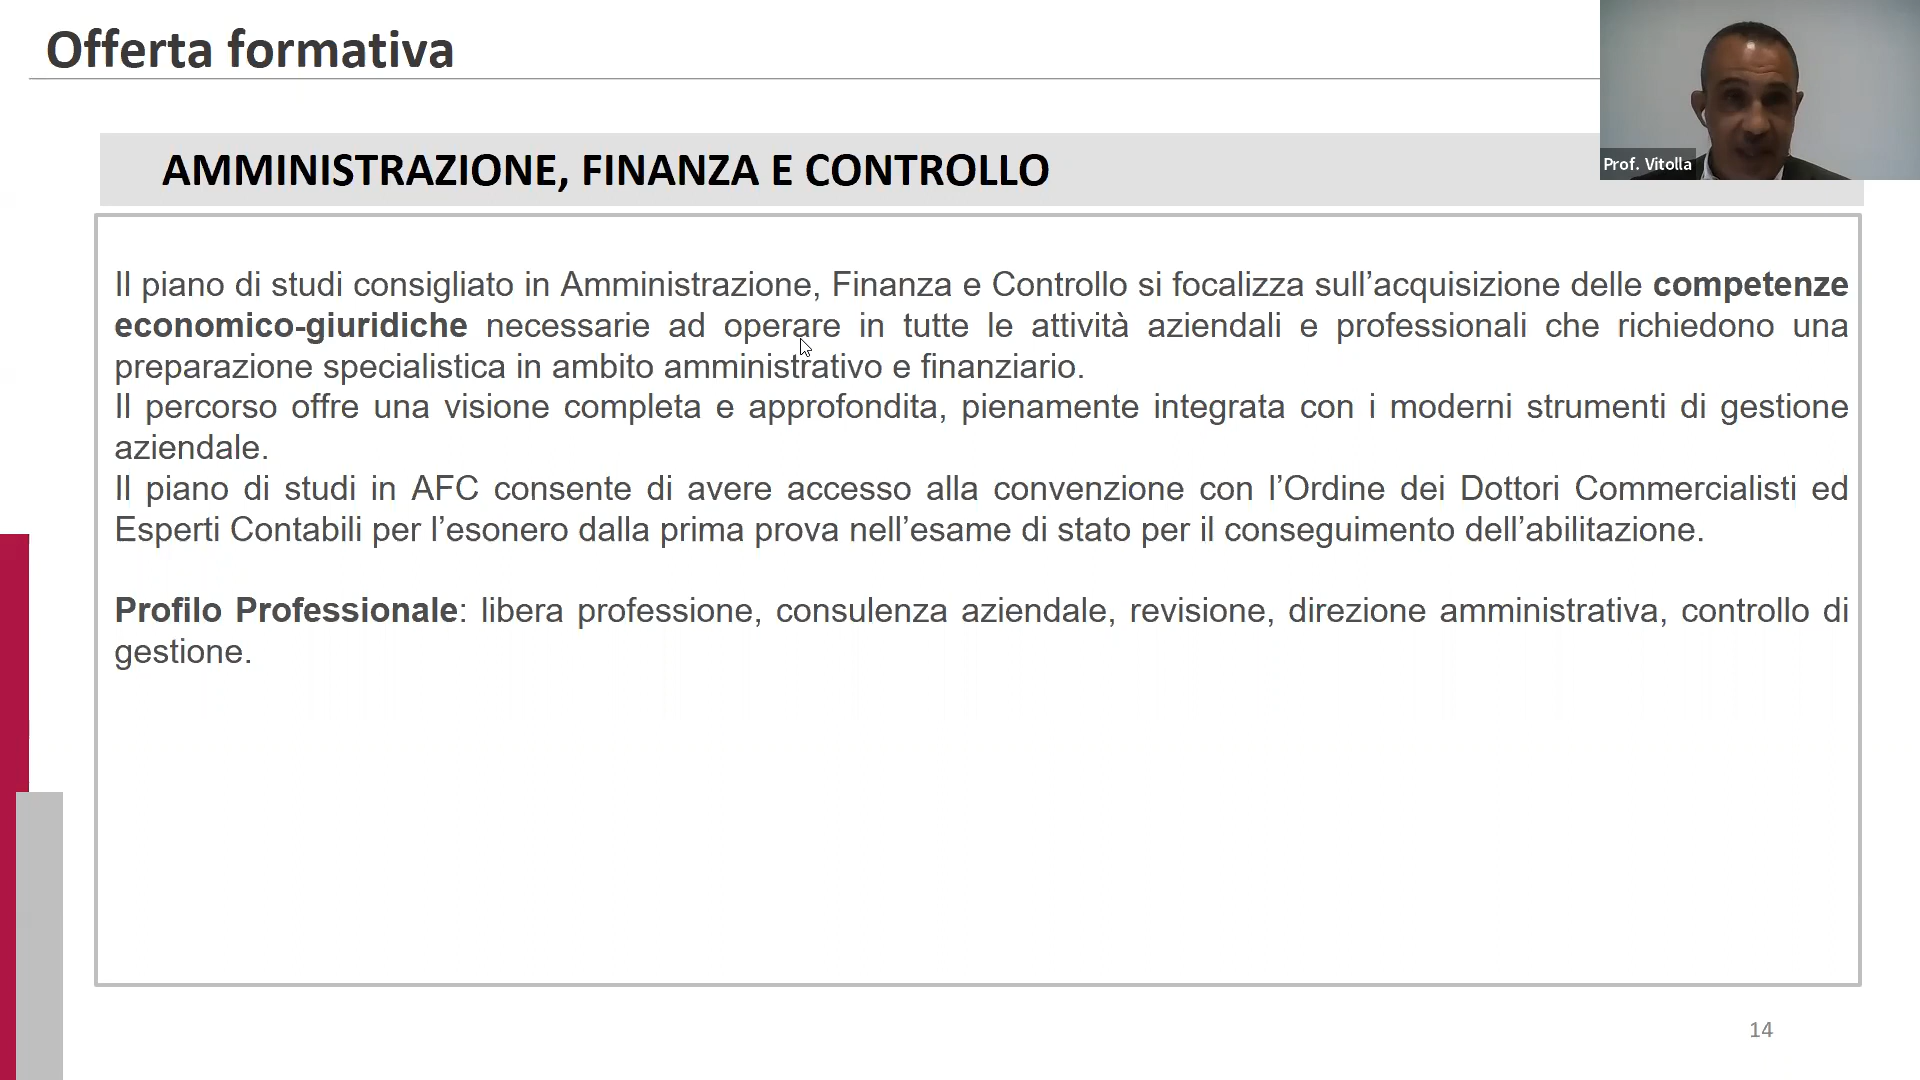 Offerta formativa
Prof. Vitolla
AMMINISTRAZIONE, FINANZA E CONTROLLO
Il piano di studi consigliato in Amministrazione, Finanza e Controllo si focalizza sull’acquisizione delle competenze
economico-giuridiche necessarie ad operare in tutte le attività aziendali e professionali che richiedono una
preparazione specialistica in ambito amministrativo e finanziario.
Il percorso offre una visione completa e approfondita, pienamente integrata con i moderni strumenti di gestione
aziendale.
Il piano di studi in AFC consente di avere accesso alla convenzione con l’Ordine dei Dottori Commercialisti ed
Esperti Contabili per l’esonero dalla prima prova nell’esame di stato per il conseguimento dell’abilitazione.
Profilo Professionale: libera professione, consulenza aziendale, revisione, direzione amministrativa, controllo di
gestione.
14